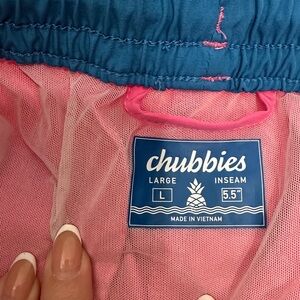 chubbies
LARGE INSEAM
L 5.5"
MADE IN VIETNAM